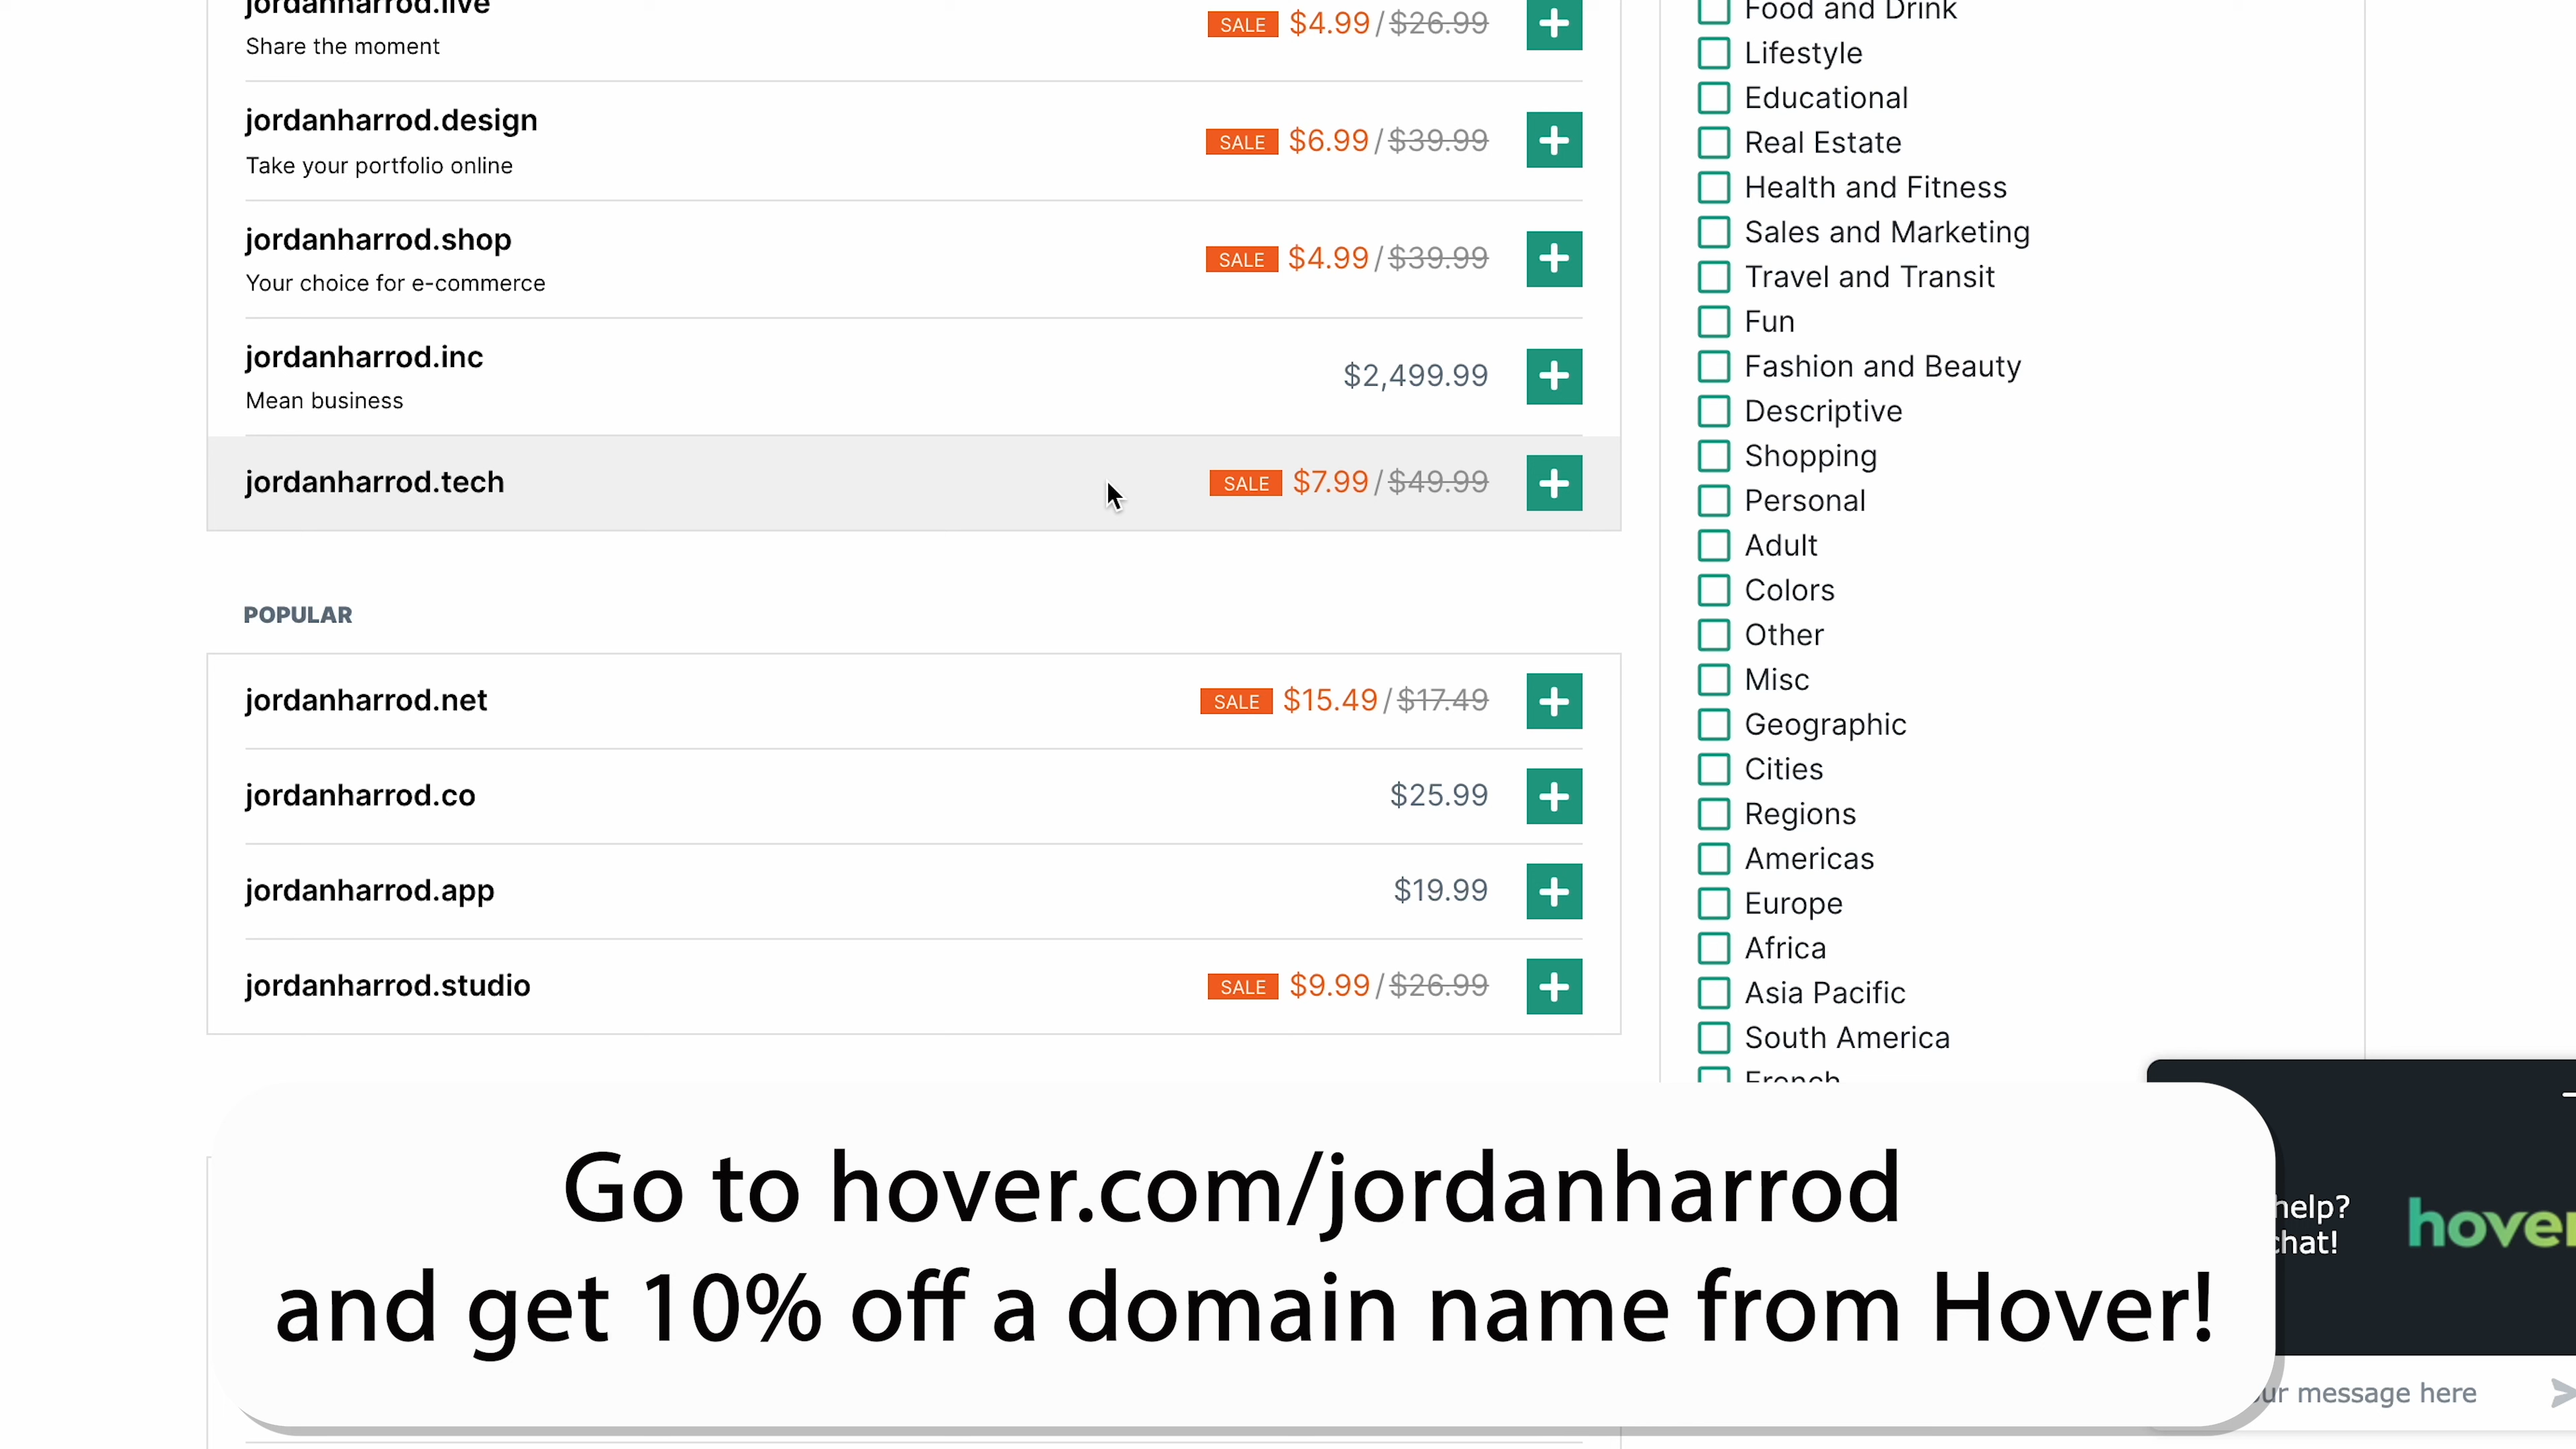 jordanharrod.live
Share the moment
SALE $4.99/$26.99
jordanharrod.design
Take your portfolio online
SALE $6.99/$39.99
jordanharrod.shop
Your choice for e-commerce
SALE $4.99/$39.99
jordanharrod.inc
Mean business
$2,499.99
jordanharrod.tech
SALE $7.99/$49.99
POPULAR
jordanharrod.net
SALE $15.49/$17.49
jordanharrod.co
$25.99
jordanharrod.app
$19.99
jordanharrod.studio
SALE $9.99/$26.99
Food and Drink
Lifestyle
Educational
Real Estate
Health and Fitness
Sales and Marketing
Travel and Transit
Fun
Fashion and Beauty
Descriptive
Shopping
Personal
Adult
Colors
Other
Misc
Geographic
Cities
Regions
Americas
Europe
Africa
Asia Pacific
South America
French
Go to hover.com/jordanharrod
and get 10% off a domain name from Hover!
help?
chat!
hover
message here